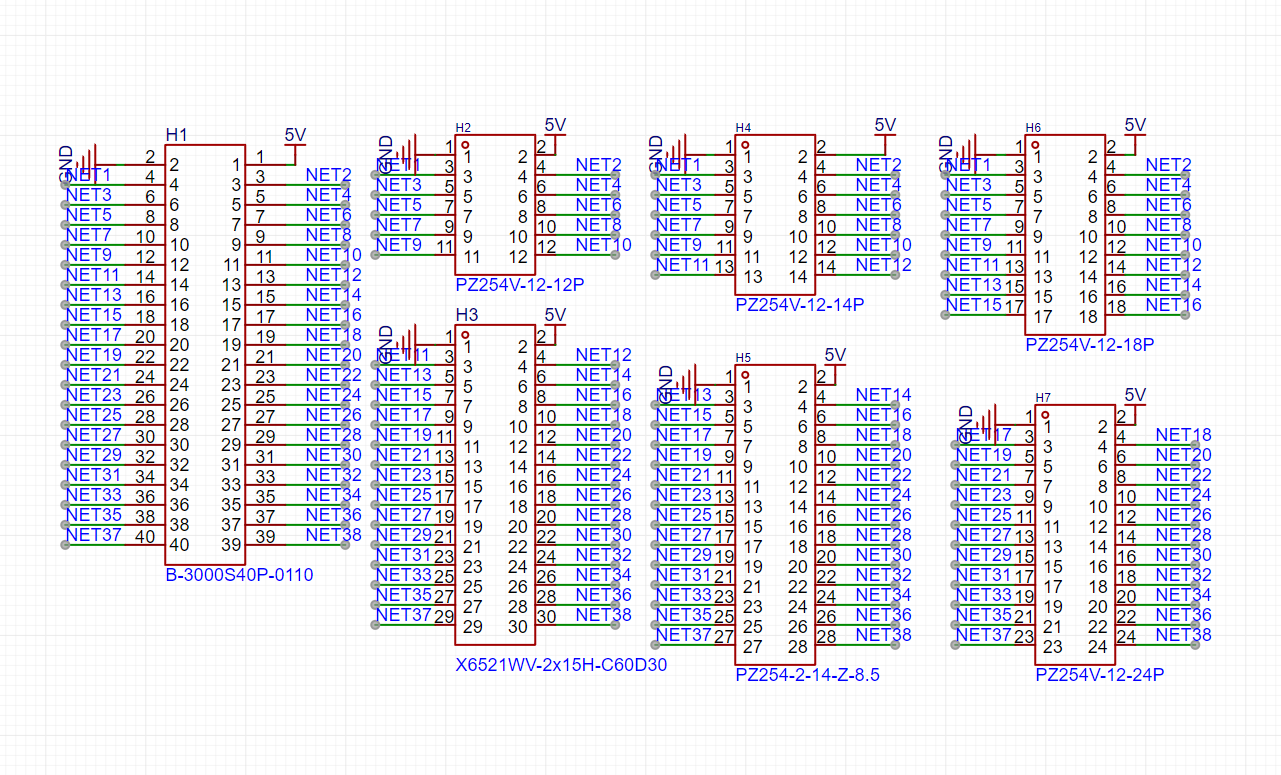 H1
GND 5V
2 2 1 1
NET1 4 4 3 3 NET2
NET3 6 6 5 5 NET4
NET5 8 8 7 7 NET6
NET7 10 10 9 9 NET8
NET9 12 12 11 11 NET10
NET11 14 14 13 13 NET12
NET13 16 16 15 15 NET14
NET15 18 18 17 17 NET16
NET17 20 20 19 19 NET18
NET19 22 22 21 21 NET20
NET21 24 24 23 23 NET22
NET23 26 26 25 25 NET24
NET25 28 28 27 27 NET26
NET27 30 30 29 29 NET28
NET29 32 32 31 31 NET30
NET31 34 34 33 33 NET32
NET33 36 36 35 35 NET34
NET35 38 38 37 37 NET36
NET37 40 40 39 39 NET38
B-3000S40P-0110
H2
GND 5V
1 1 2 2
NET1 3 3 4 4 NET2
NET3 5 5 6 6 NET4
NET5 7 7 8 8 NET6
NET7 9 9 10 10 NET8
NET9 11 11 12 12 NET10
PZ254V-12-12P
H3
GND 5V
1 1 2 2
NET11 3 3 4 4 NET12
NET13 5 5 6 6 NET14
NET15 7 7 8 8 NET16
NET17 9 9 10 10 NET18
NET19 11 11 12 12 NET20
NET21 13 13 14 14 NET22
NET23 15 15 16 16 NET24
NET25 17 17 18 18 NET26
NET27 19 19 20 20 NET28
NET29 21 21 22 22 NET30
NET31 23 23 24 24 NET32
NET33 25 25 26 26 NET34
NET35 27 27 28 28 NET36
NET37 29 29 30 30 NET38
X6521WV-2x15H-C60D30
H4
GND 5V
1 1 2 2
NET1 3 3 4 4 NET2
NET3 5 5 6 6 NET4
NET5 7 7 8 8 NET6
NET7 9 9 10 10 NET8
NET9 11 11 12 12 NET10
NET11 13 13 14 14 NET12
PZ254V-12-14P
H5
GND 5V
1 1 2 2
NET13 3 3 4 4 NET14
NET15 5 5 6 6 NET16
NET17 7 7 8 8 NET18
NET19 9 9 10 10 NET20
NET21 11 11 12 12 NET22
NET23 13 13 14 14 NET24
NET25 15 15 16 16 NET26
NET27 17 17 18 18 NET28
NET29 19 19 20 20 NET30
NET31 21 21 22 22 NET32
NET33 23 23 24 24 NET34
NET35 25 25 26 26 NET36
NET37 27 27 28 28 NET38
PZ254-2-14-Z-8.5
H6
GND 5V
1 1 2 2
NET1 3 3 4 4 NET2
NET3 5 5 6 6 NET4
NET5 7 7 8 8 NET6
NET7 9 9 10 10 NET8
NET9 11 11 12 12 NET10
NET11 13 13 14 14 NET12
NET13 15 15 16 16 NET14
NET15 17 17 18 18 NET16
PZ254V-12-18P
H7
GND 5V
1 1 2 2
NET17 3 3 4 4 NET18
NET19 5 5 6 6 NET20
NET21 7 7 8 8 NET22
NET23 9 9 10 10 NET24
NET25 11 11 12 12 NET26
NET27 13 13 14 14 NET28
NET29 15 15 16 16 NET30
NET31 17 17 18 18 NET32
NET33 19 19 20 20 NET34
NET35 21 21 22 22 NET36
NET37 23 23 24 24 NET38
PZ254V-12-24P